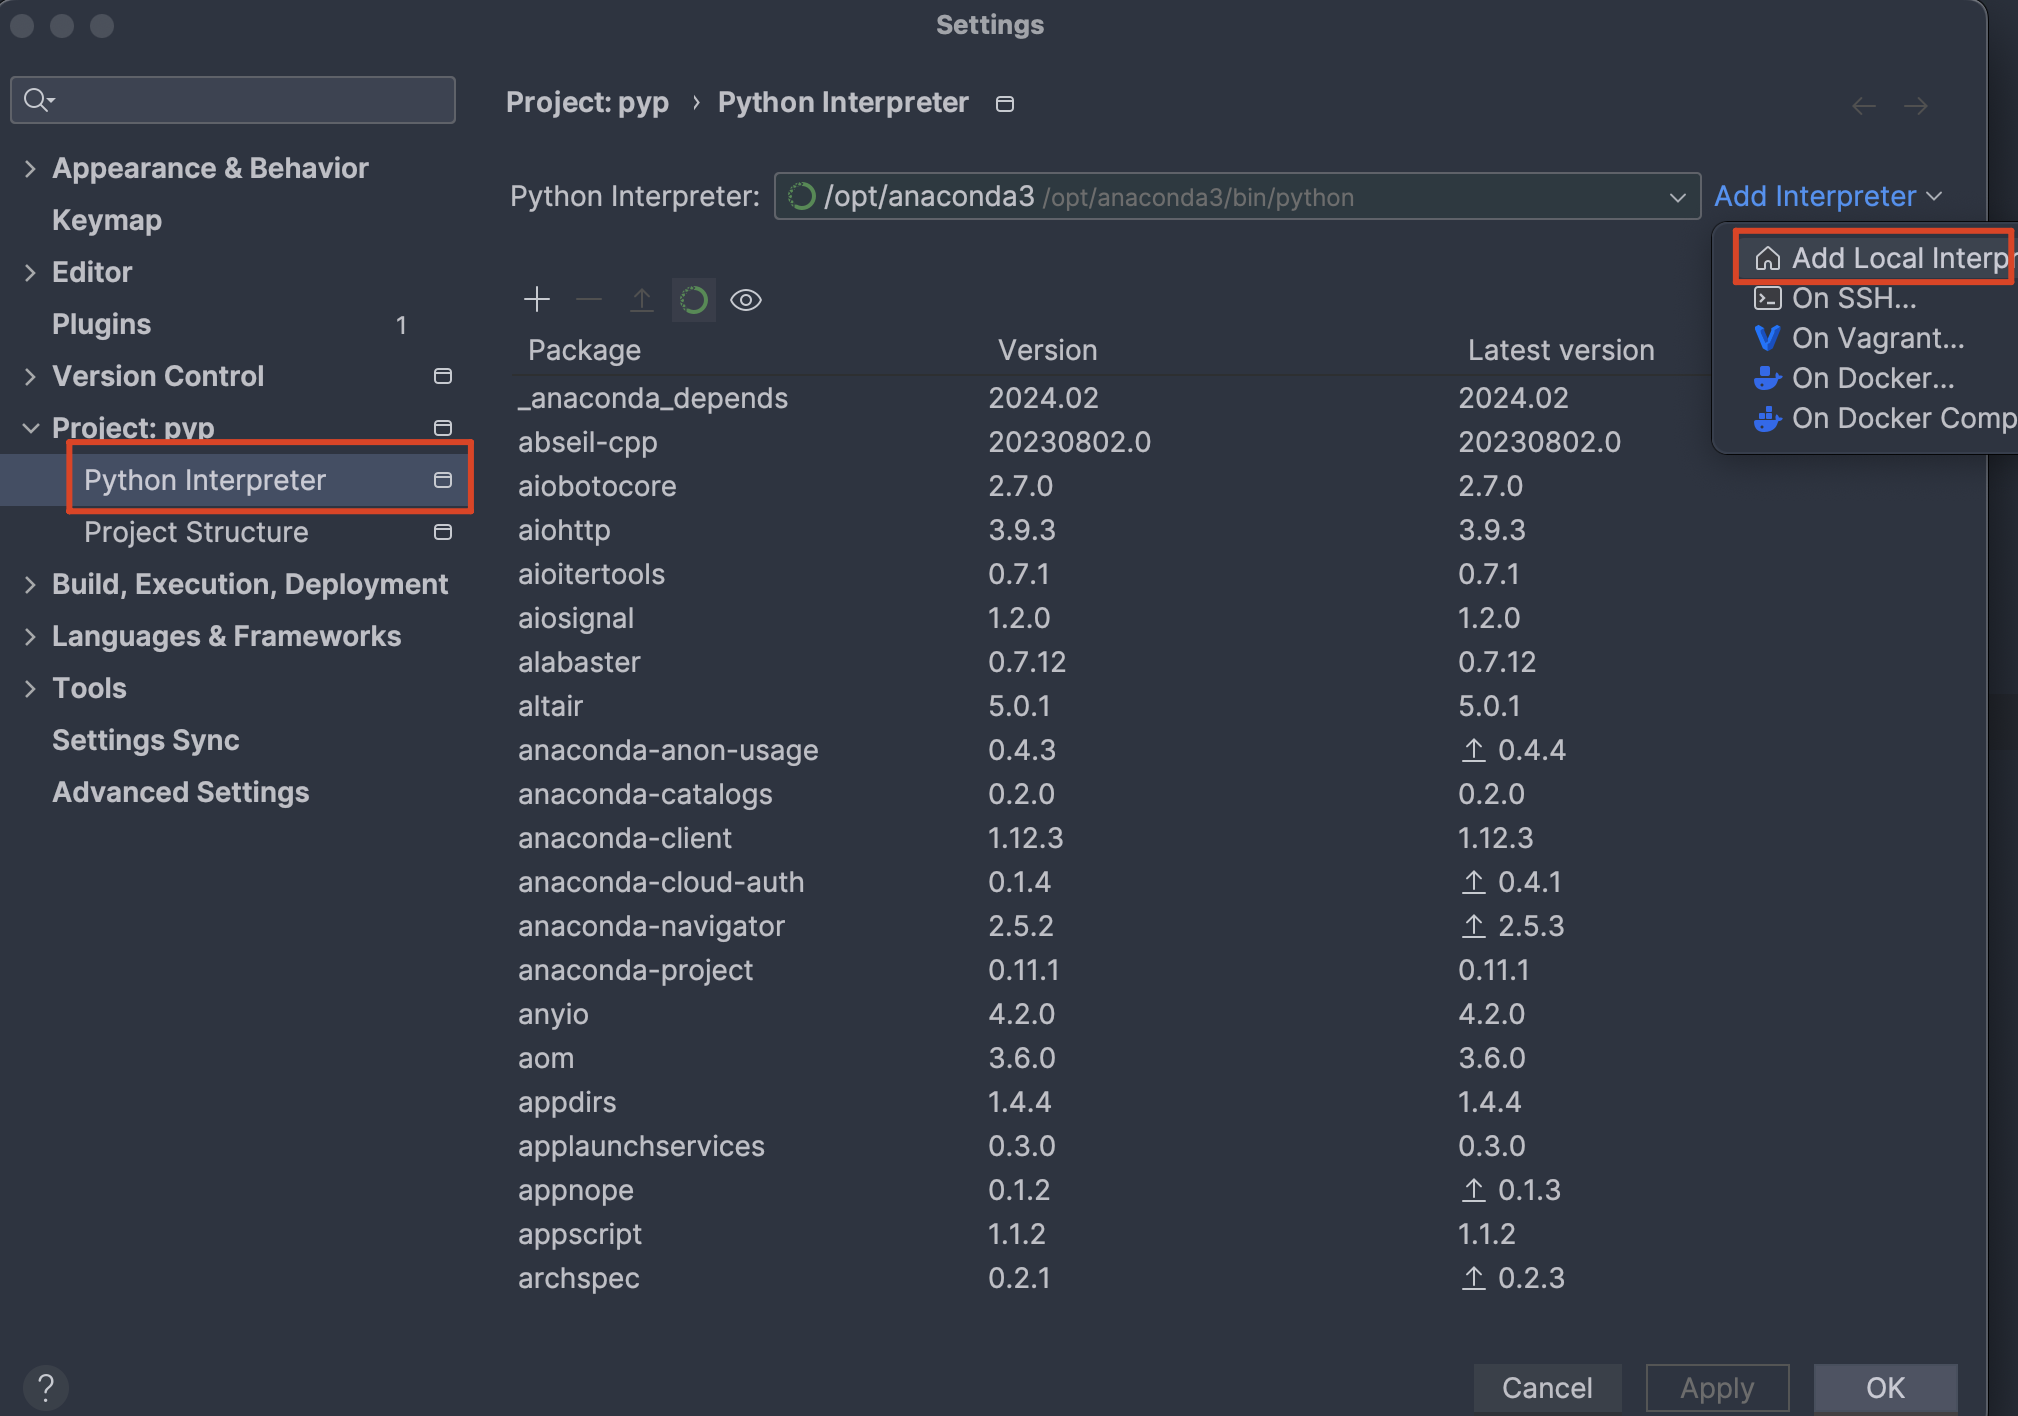 Settings
Project: pyp › Python Interpreter
Appearance & Behavior
Keymap
Editor
Plugins 1
Version Control
Project: pyp
Python Interpreter
Project Structure
Build, Execution, Deployment
Languages & Frameworks
Tools
Settings Sync
Advanced Settings
Python Interpreter: /opt/anaconda3 /opt/anaconda3/bin/python Add Interpreter
Add Local Interpr
On SSH...
On Vagrant...
On Docker...
On Docker Comp
Package Version Latest version
_anaconda_depends 2024.02 2024.02
abseil-cpp 20230802.0 20230802.0
aiobotocore 2.7.0 2.7.0
aiohttp 3.9.3 3.9.3
aioitertools 0.7.1 0.7.1
aiosignal 1.2.0 1.2.0
alabaster 0.7.12 0.7.12
altair 5.0.1 5.0.1
anaconda-anon-usage 0.4.3 0.4.4
anaconda-catalogs 0.2.0 0.2.0
anaconda-client 1.12.3 1.12.3
anaconda-cloud-auth 0.1.4 0.4.1
anaconda-navigator 2.5.2 2.5.3
anaconda-project 0.11.1 0.11.1
anyio 4.2.0 4.2.0
aom 3.6.0 3.6.0
appdirs 1.4.4 1.4.4
applaunchservices 0.3.0 0.3.0
appnope 0.1.2 0.1.3
appscript 1.1.2 1.1.2
archspec 0.2.1 0.2.3
? Cancel Apply OK